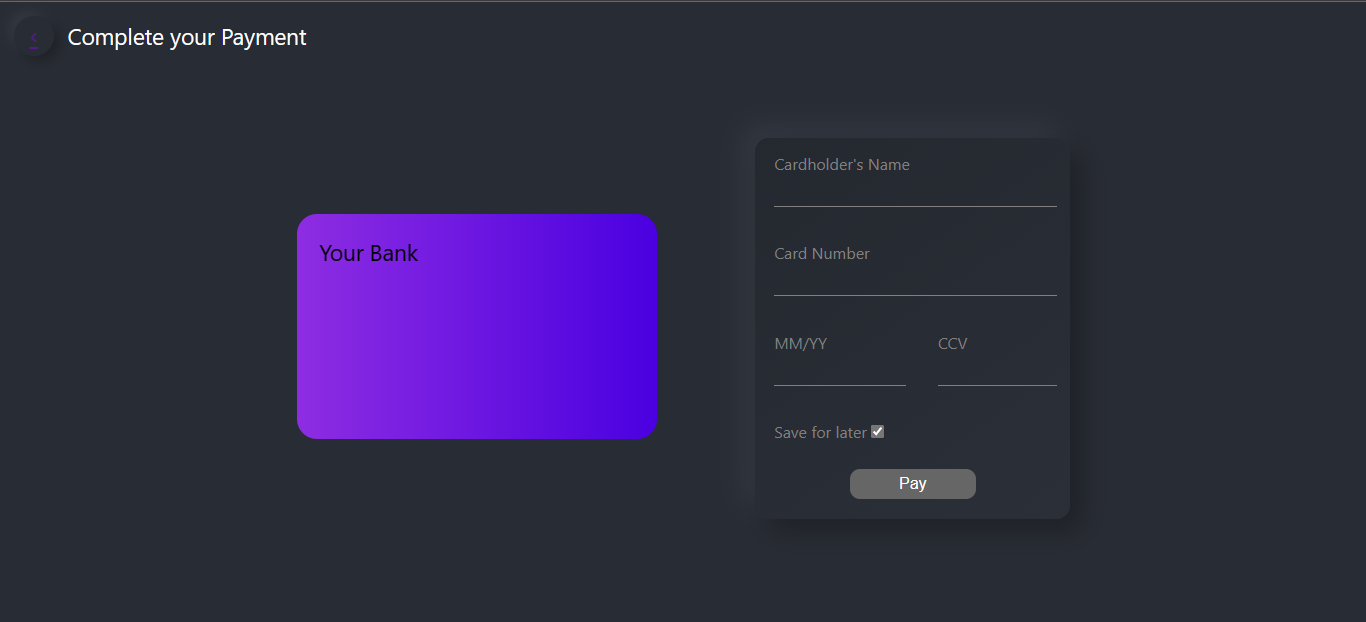 ‹ Complete your Payment
Your Bank
Cardholder's Name
Card Number
MM/YY CCV
Save for later
Pay